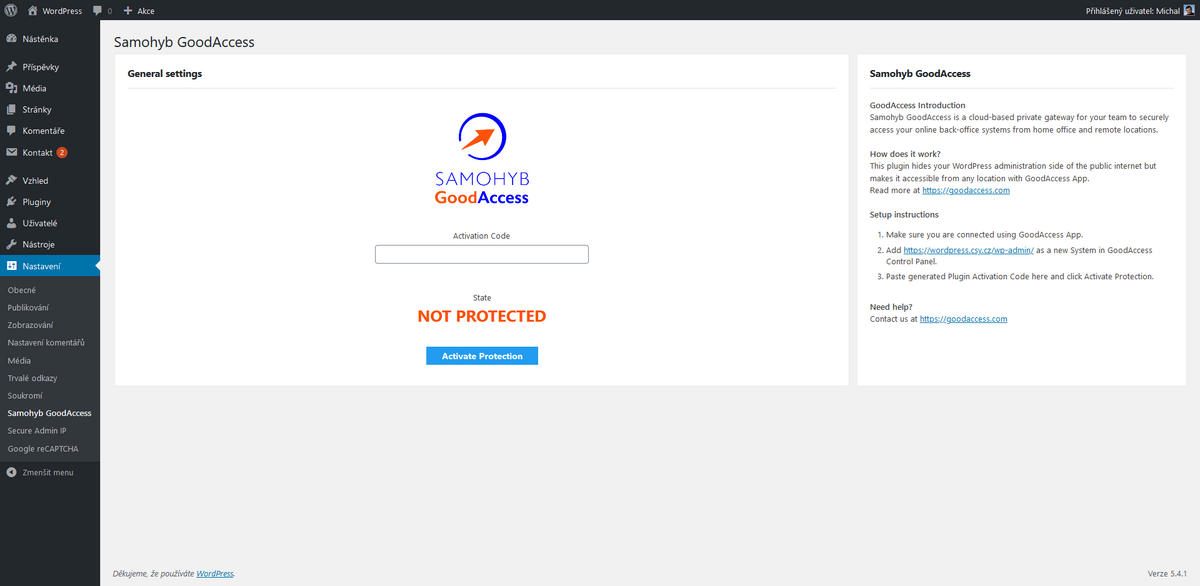 WordPress 0 Akce
Přihlášený uživatel: Michal
Nástěnka
Příspěvky
Média
Stránky
Komentáře
Kontakt 2
Vzhled
Pluginy
Uživatelé
Nástroje
Nastavení
Obecné
Publikování
Zobrazování
Nastavení komentářů
Média
Trvalé odkazy
Soukromí
Samohyb GoodAccess
Secure Admin IP
Google reCAPTCHA
Zmenšit menu
Samohyb GoodAccess
General settings
SAMOHYB
GoodAccess
Activation Code
State
NOT PROTECTED
Activate Protection
Samohyb GoodAccess
GoodAccess Introduction
Samohyb GoodAccess is a cloud-based private gateway for your team to securely
access your online back-office systems from home office and remote locations.
How does it work?
This plugin hides your WordPress administration side of the public internet but
makes it accessible from any location with GoodAccess App.
Read more at https://goodaccess.com
Setup instructions
1. Make sure you are connected using GoodAccess App.
2. Add https://wordpress.csy.cz/wp-admin/ as a new System in GoodAccess
Control Panel.
3. Paste generated Plugin Activation Code here and click Activate Protection.
Need help?
Contact us at https://goodaccess.com
Děkujeme, že používáte WordPress.
Verze 5.4.1